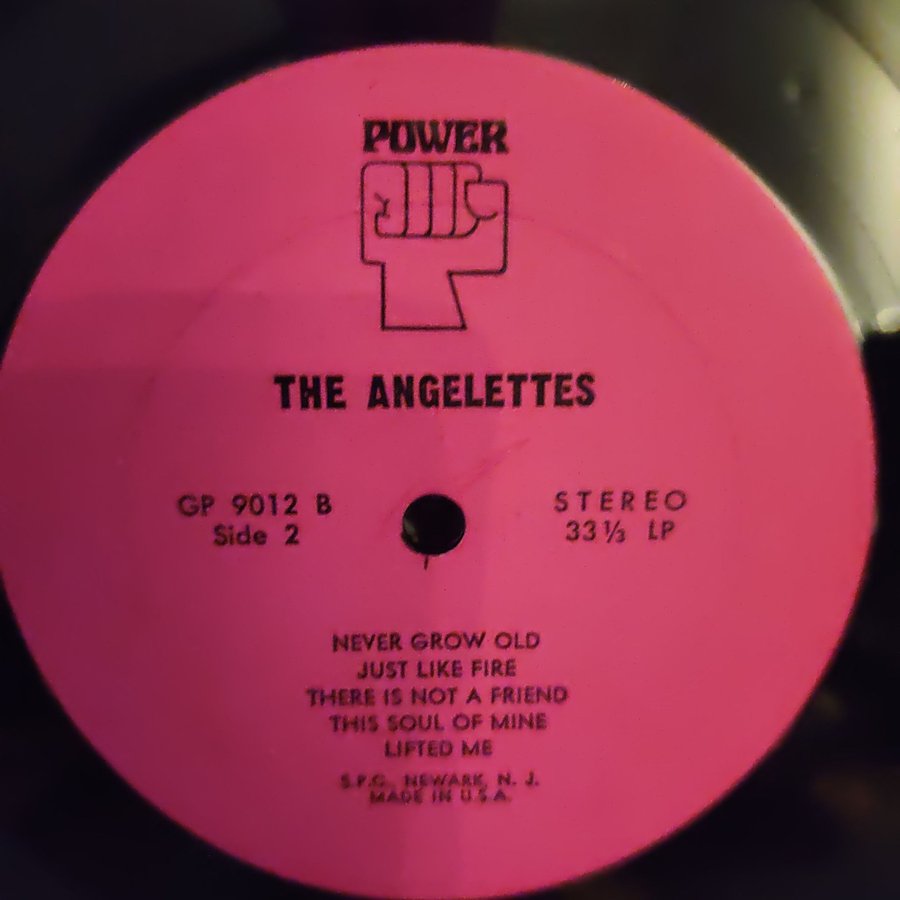 POWER
THE ANGELETTES
GP 9012 B
Side 2
STEREO
33⅓ LP
NEVER GROW OLD
JUST LIKE FIRE
THERE IS NOT A FRIEND
THIS SOUL OF MINE
LIFTED ME
S.P.G., NEWARK, N. J.
MADE IN U.S.A.